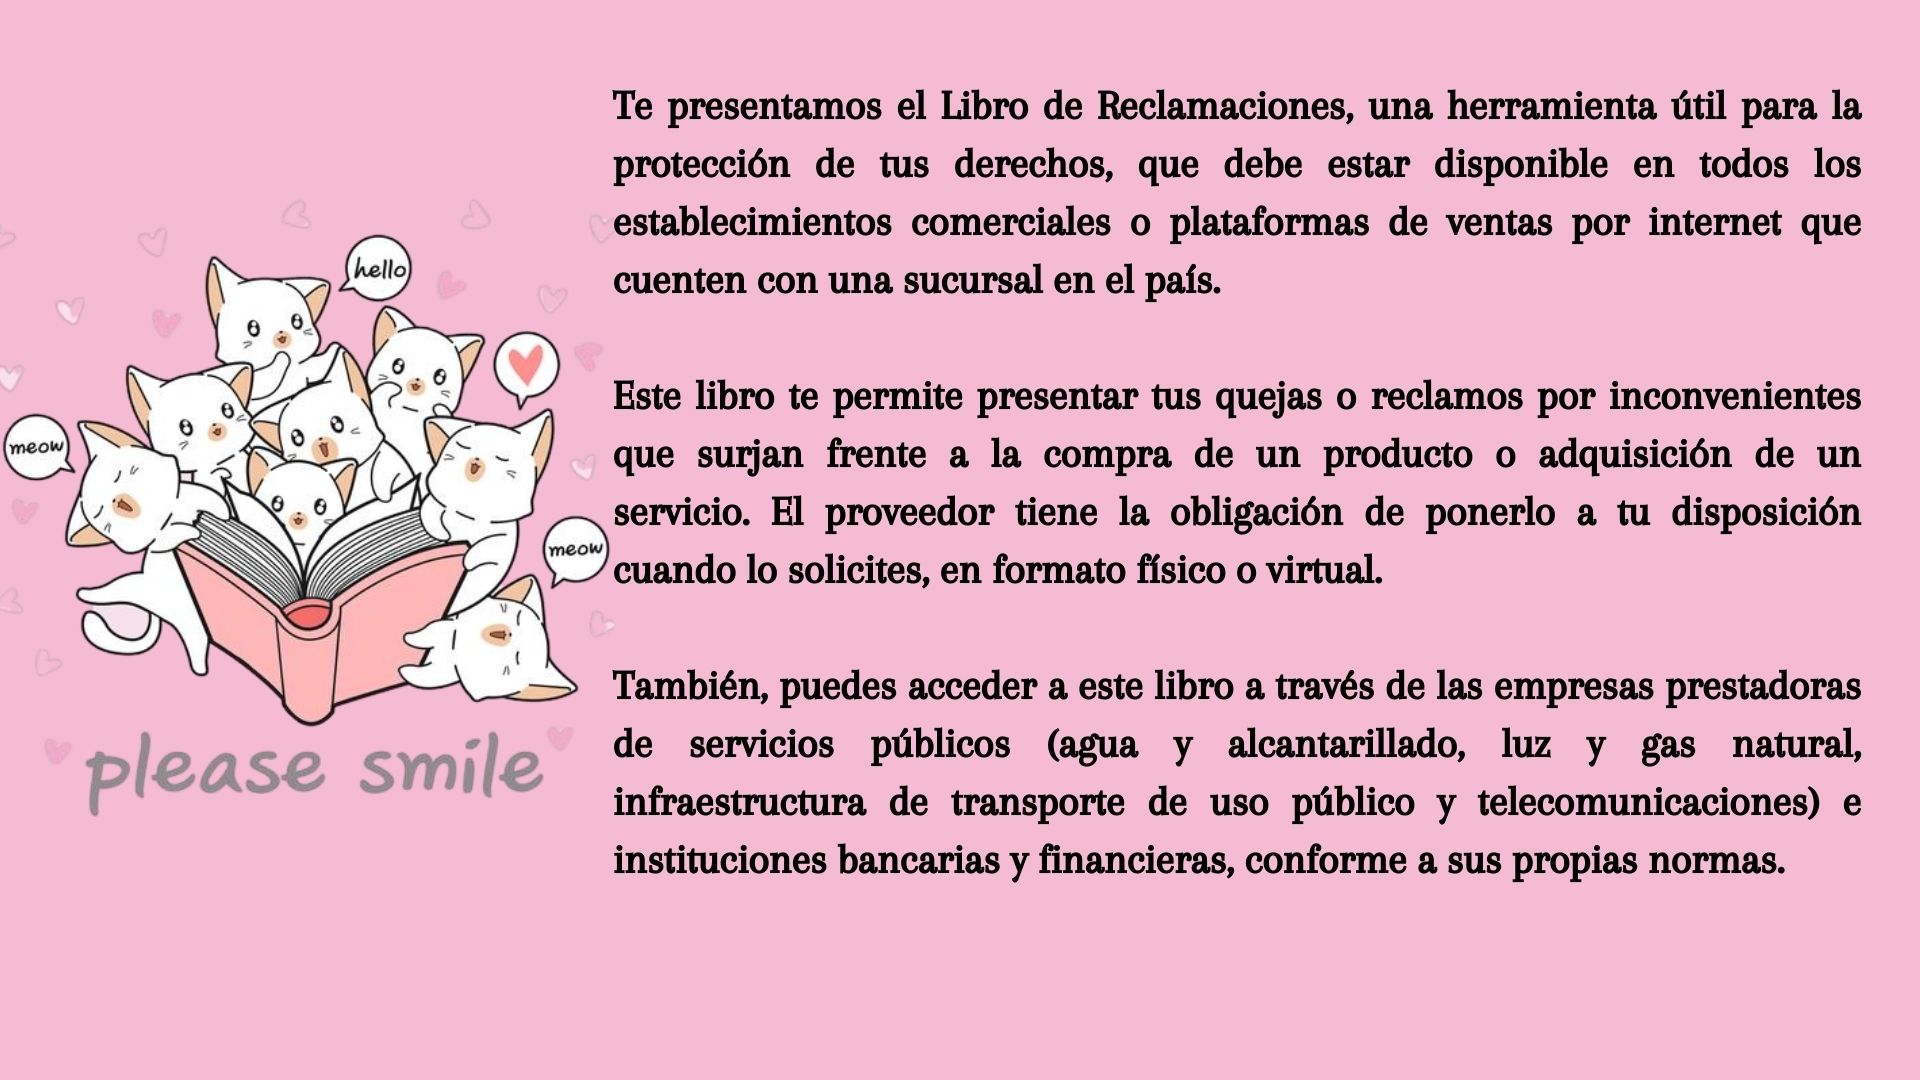 Te presentamos el Libro de Reclamaciones, una herramienta útil para la
protección de tus derechos, que debe estar disponible en todos los
establecimientos comerciales o plataformas de ventas por internet que
cuenten con una sucursal en el país.
Este libro te permite presentar tus quejas o reclamos por inconvenientes
que surjan frente a la compra de un producto o adquisición de un
servicio. El proveedor tiene la obligación de ponerlo a tu disposición
cuando lo solicites, en formato físico o virtual.
También, puedes acceder a este libro a través de las empresas prestadoras
de servicios públicos (agua y alcantarillado, luz y gas natural,
infraestructura de transporte de uso público y telecomunicaciones) e
instituciones bancarias y financieras, conforme a sus propias normas.
hello
meow
meow
please smile